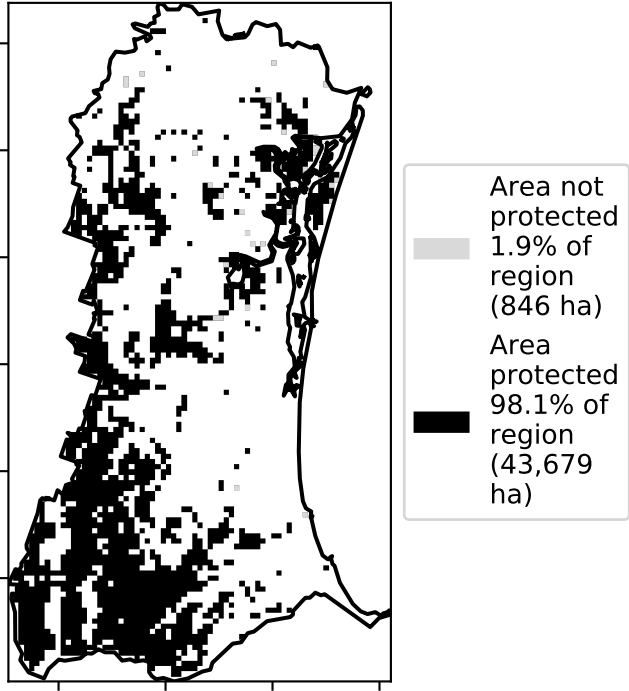 Area not
protected
1.9% of
region
(846 ha)
Area
protected
98.1% of
region
(43,679
ha)